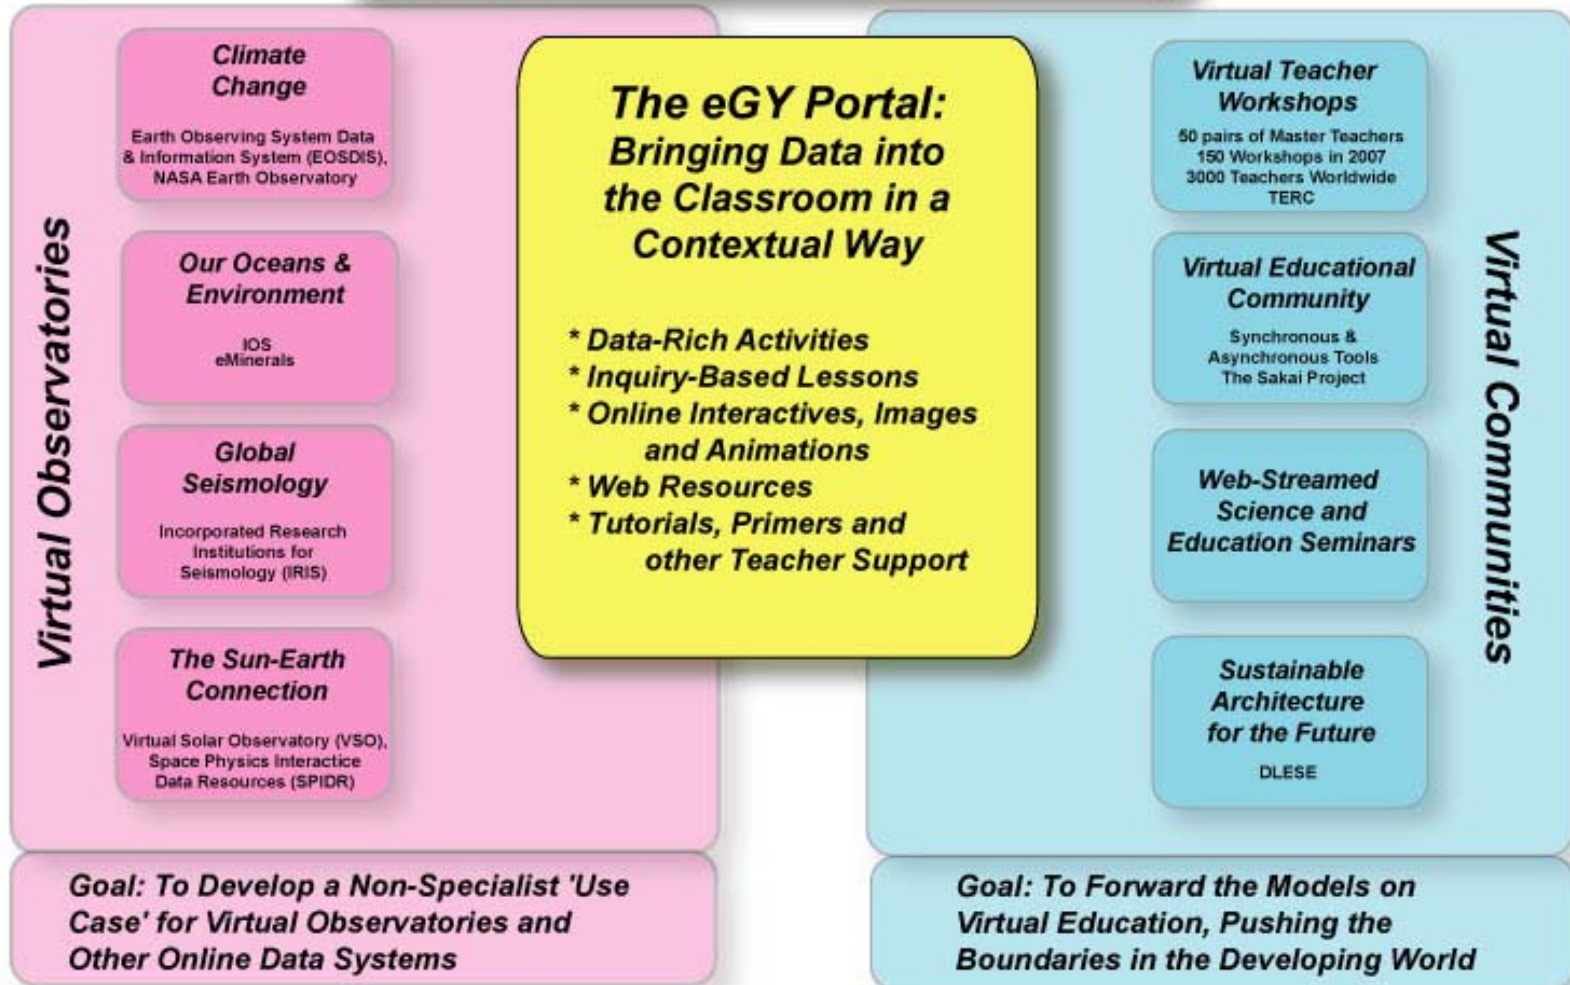 Virtual Observatories
Climate
Change
Earth Observing System Data
& Information System (EOSDIS),
NASA Earth Observatory
Our Oceans &
Environment
IOS
eMinerals
Global
Seismology
Incorporated Research
Institutions for
Seismology (IRIS)
The Sun-Earth
Connection
Virtual Solar Observatory (VSO),
Space Physics Interactice
Data Resources (SPIDR)
Goal: To Develop a Non-Specialist 'Use
Case' for Virtual Observatories and
Other Online Data Systems
The eGY Portal:
Bringing Data into
the Classroom in a
Contextual Way
* Data-Rich Activities
* Inquiry-Based Lessons
* Online Interactives, Images
and Animations
* Web Resources
* Tutorials, Primers and
other Teacher Support
Virtual Teacher
Workshops
50 pairs of Master Teachers
150 Workshops in 2007
3000 Teachers Worldwide
TERC
Virtual Educational
Community
Synchronous &
Asynchronous Tools
The Sakai Project
Web-Streamed
Science and
Education Seminars
Sustainable
Architecture
for the Future
DLESE
Virtual Communities
Goal: To Forward the Models on
Virtual Education, Pushing the
Boundaries in the Developing World